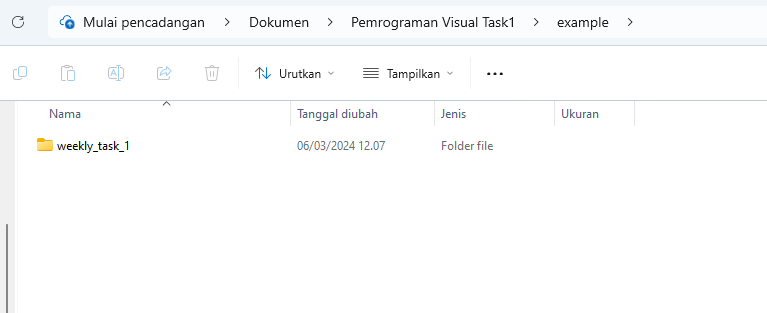 Mulai pencadangan > Dokumen > Pemrograman Visual Task1 > example >
Urutkan Tampilkan ...
Nama Tanggal diubah Jenis Ukuran
weekly_task_1 06/03/2024 12.07 Folder file